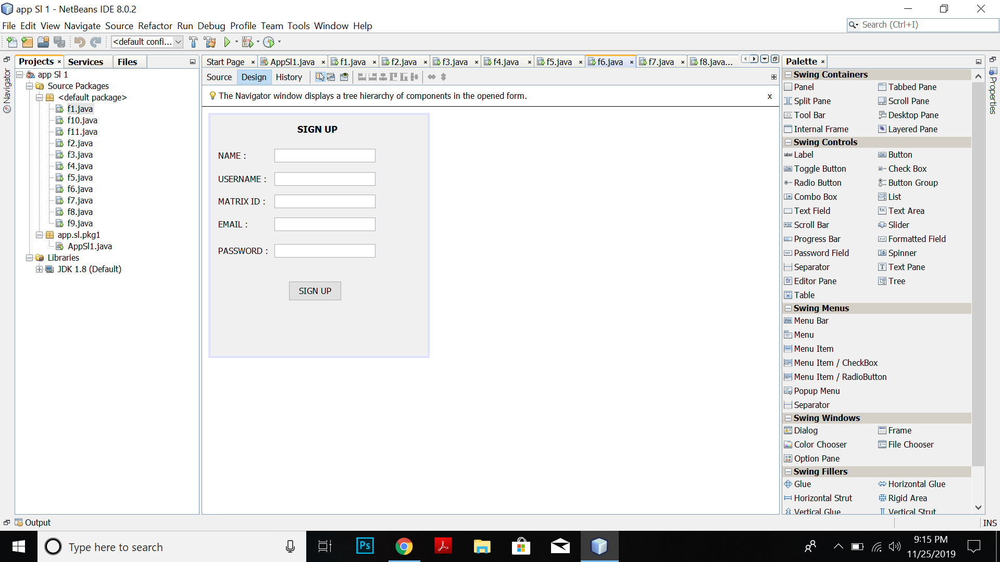 app Sl 1 - NetBeans IDE 8.0.2
File Edit View Navigate Source Refactor Run Debug Profile Team Tools Window Help
Search (Ctrl+I)
<default confi...
Projects Services Files
Navigator
app Sl 1
Source Packages
<default package>
f1.java
f10.java
f11.java
f2.java
f3.java
f4.java
f5.java
f6.java
f7.java
f8.java
f9.java
app.sl.pkg1
AppSl1.java
Libraries
JDK 1.8 (Default)
Start Page AppSl1.java f1.java f2.java f3.java f4.java f5.java f6.java f7.java f8.java...
Source Design History
The Navigator window displays a tree hierarchy of components in the opened form. x
SIGN UP
NAME :
USERNAME :
MATRIX ID :
EMAIL :
PASSWORD :
SIGN UP
Palette
Properties
Swing Containers
Panel Tabbed Pane
Split Pane Scroll Pane
Tool Bar Desktop Pane
Internal Frame Layered Pane
Swing Controls
label Label OK Button
ON Toggle Button Check Box
Radio Button Button Group
Combo Box List
Text Field Text Area
Scroll Bar Slider
Progress Bar Formatted Field
Password Field Spinner
Separator Text Pane
Editor Pane Tree
Table
Swing Menus
File Menu Bar
Menu
Menu Item
Menu Item / CheckBox
Menu Item / RadioButton
Popup Menu
Separator
Swing Windows
Dialog Frame
Color Chooser File Chooser
Option Pane
Swing Fillers
Glue Horizontal Glue
Horizontal Strut Rigid Area
Vertical Glue Vertical Strut
Output
INS
Type here to search
Ps
9:15 PM
11/25/2019